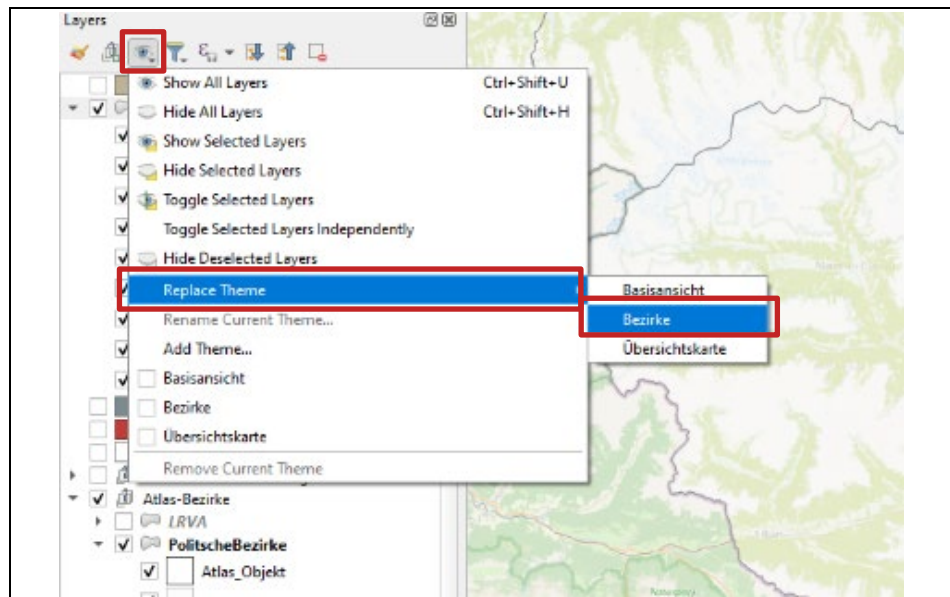 Layers
Show All Layers Ctrl+Shift+U
Hide All Layers Ctrl+Shift+H
Show Selected Layers
Hide Selected Layers
Toggle Selected Layers
Toggle Selected Layers Independently
Hide Deselected Layers
Replace Theme
Basisansicht
Rename Current Theme...
Bezirke
Add Theme...
Übersichtskarte
Basisansicht
Bezirke
Übersichtskarte
Remove Current Theme
Atlas-Bezirke
LRVA
PolitscheBezirke
Atlas_Objekt